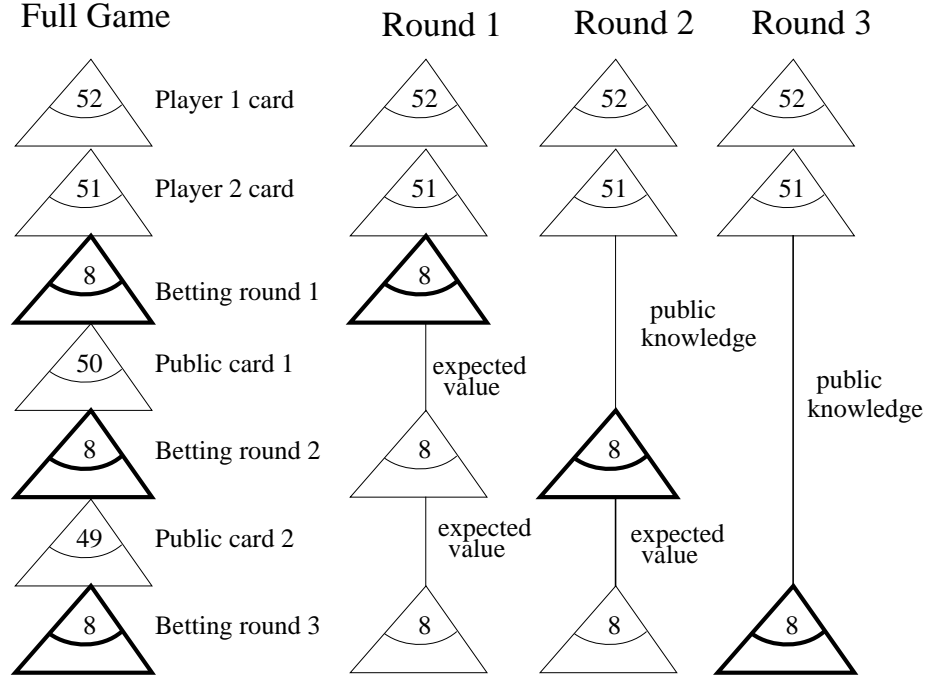 Full Game Round 1 Round 2 Round 3
52 Player 1 card 52 52 52
51 Player 2 card 51 51 51
8 Betting round 1 8
public
knowledge
50 Public card 1
expected
value
public
knowledge
8 Betting round 2 8 8
49 Public card 2
expected
value
expected
value
8 Betting round 3 8 8 8